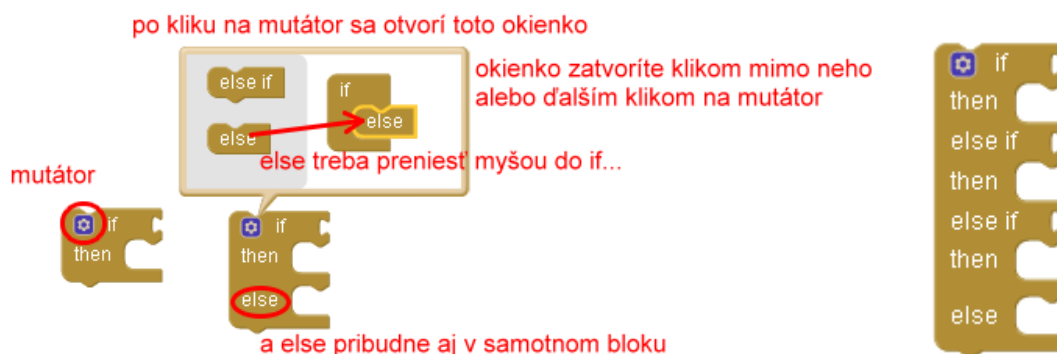 po kliku na mutátor sa otvorí toto okienko
else if
else
if
else
okienko zatvoríte klikom mimo neho
alebo ďalším klikom na mutátor
else treba preniesť myšou do if...
mutátor
if
then
if
then
else
a else pribudne aj v samotnom bloku
if
then
else if
then
else if
then
else